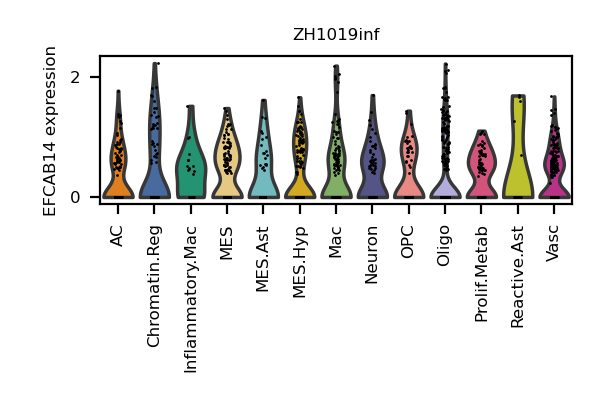 ZH1019inf
EFCAB14 expression
2
0
AC
Chromatin.Reg
Inflammatory.Mac
MES
MES.Ast
MES.Hyp
Mac
Neuron
OPC
Oligo
Prolif.Metab
Reactive.Ast
Vasc